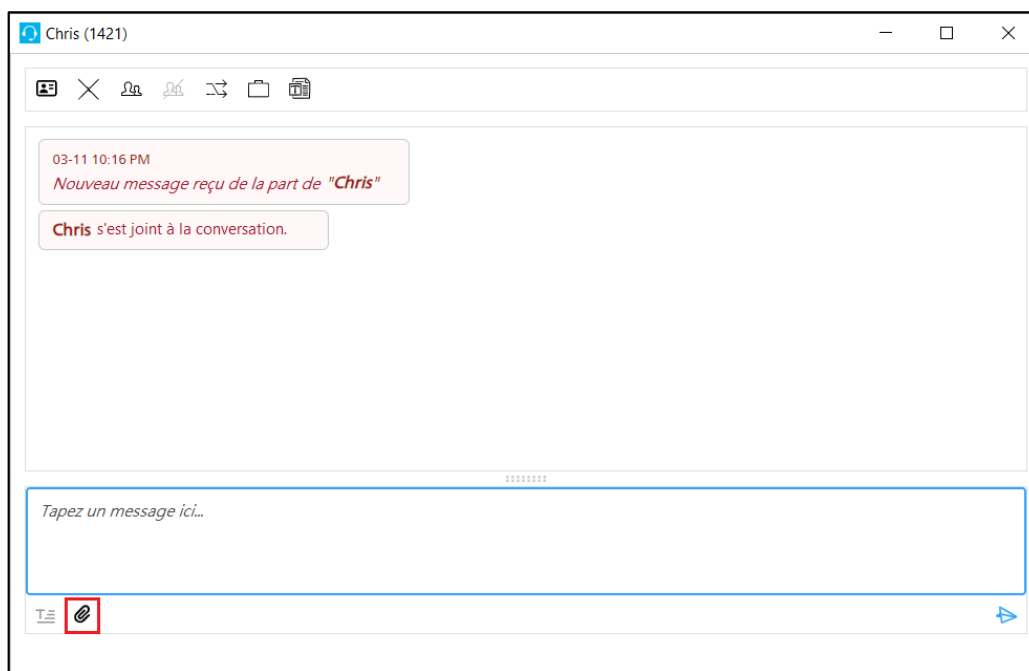 Chris (1421)
03-11 10:16 PM
Nouveau message reçu de la part de "Chris"
Chris s'est joint à la conversation.
Tapez un message ici...